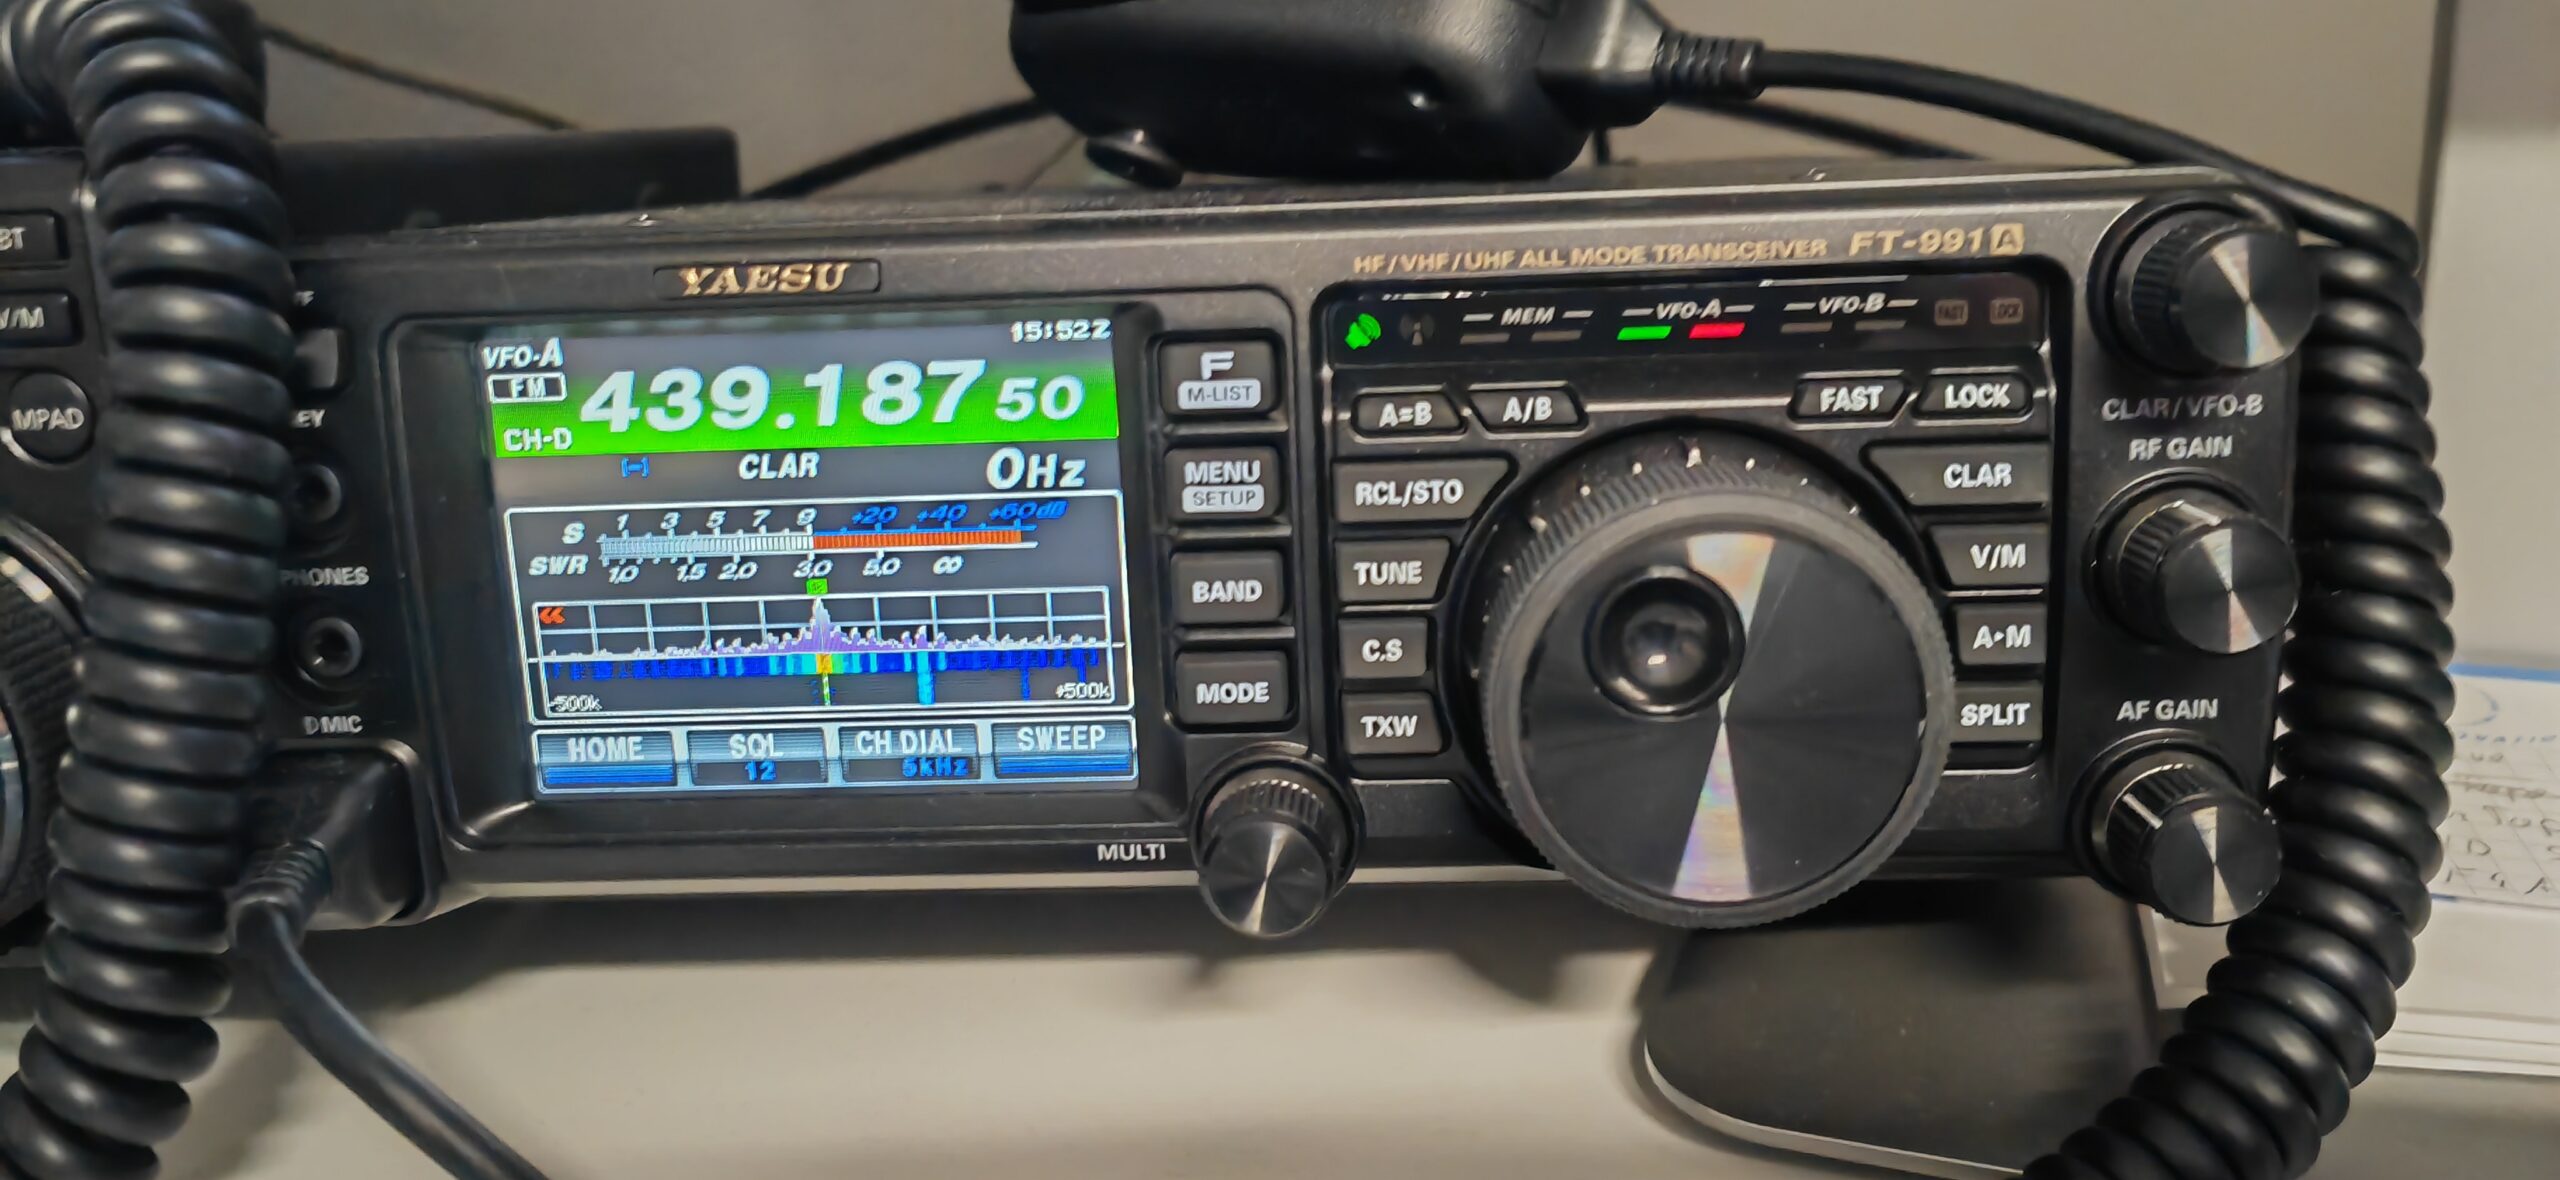 YAESU
HF/VHF/UHF ALL MODE TRANSCEIVER FT-991A
V/M
MPAD
PHONES
DMIC
15:52Z
VFO-A
FM
439.187 50
CH-D
[-] CLAR 0Hz
S 1 3 5 7 9 +20 +40 +60dB
SWR 1.0 1.5 2.0 3.0 5.0 ∞
-500k +500k
HOME SQL CH DIAL SWEEP
12 5kHz
F
M-LIST
MENU
SETUP
BAND
MODE
MULTI
MEM VFO-A VFO-B FAST LOCK
A=B A/B FAST LOCK
RCL/STO
TUNE
C.S
TXW
CLAR
V/M
A▸M
SPLIT
CLAR/VFO-B
RF GAIN
AF GAIN